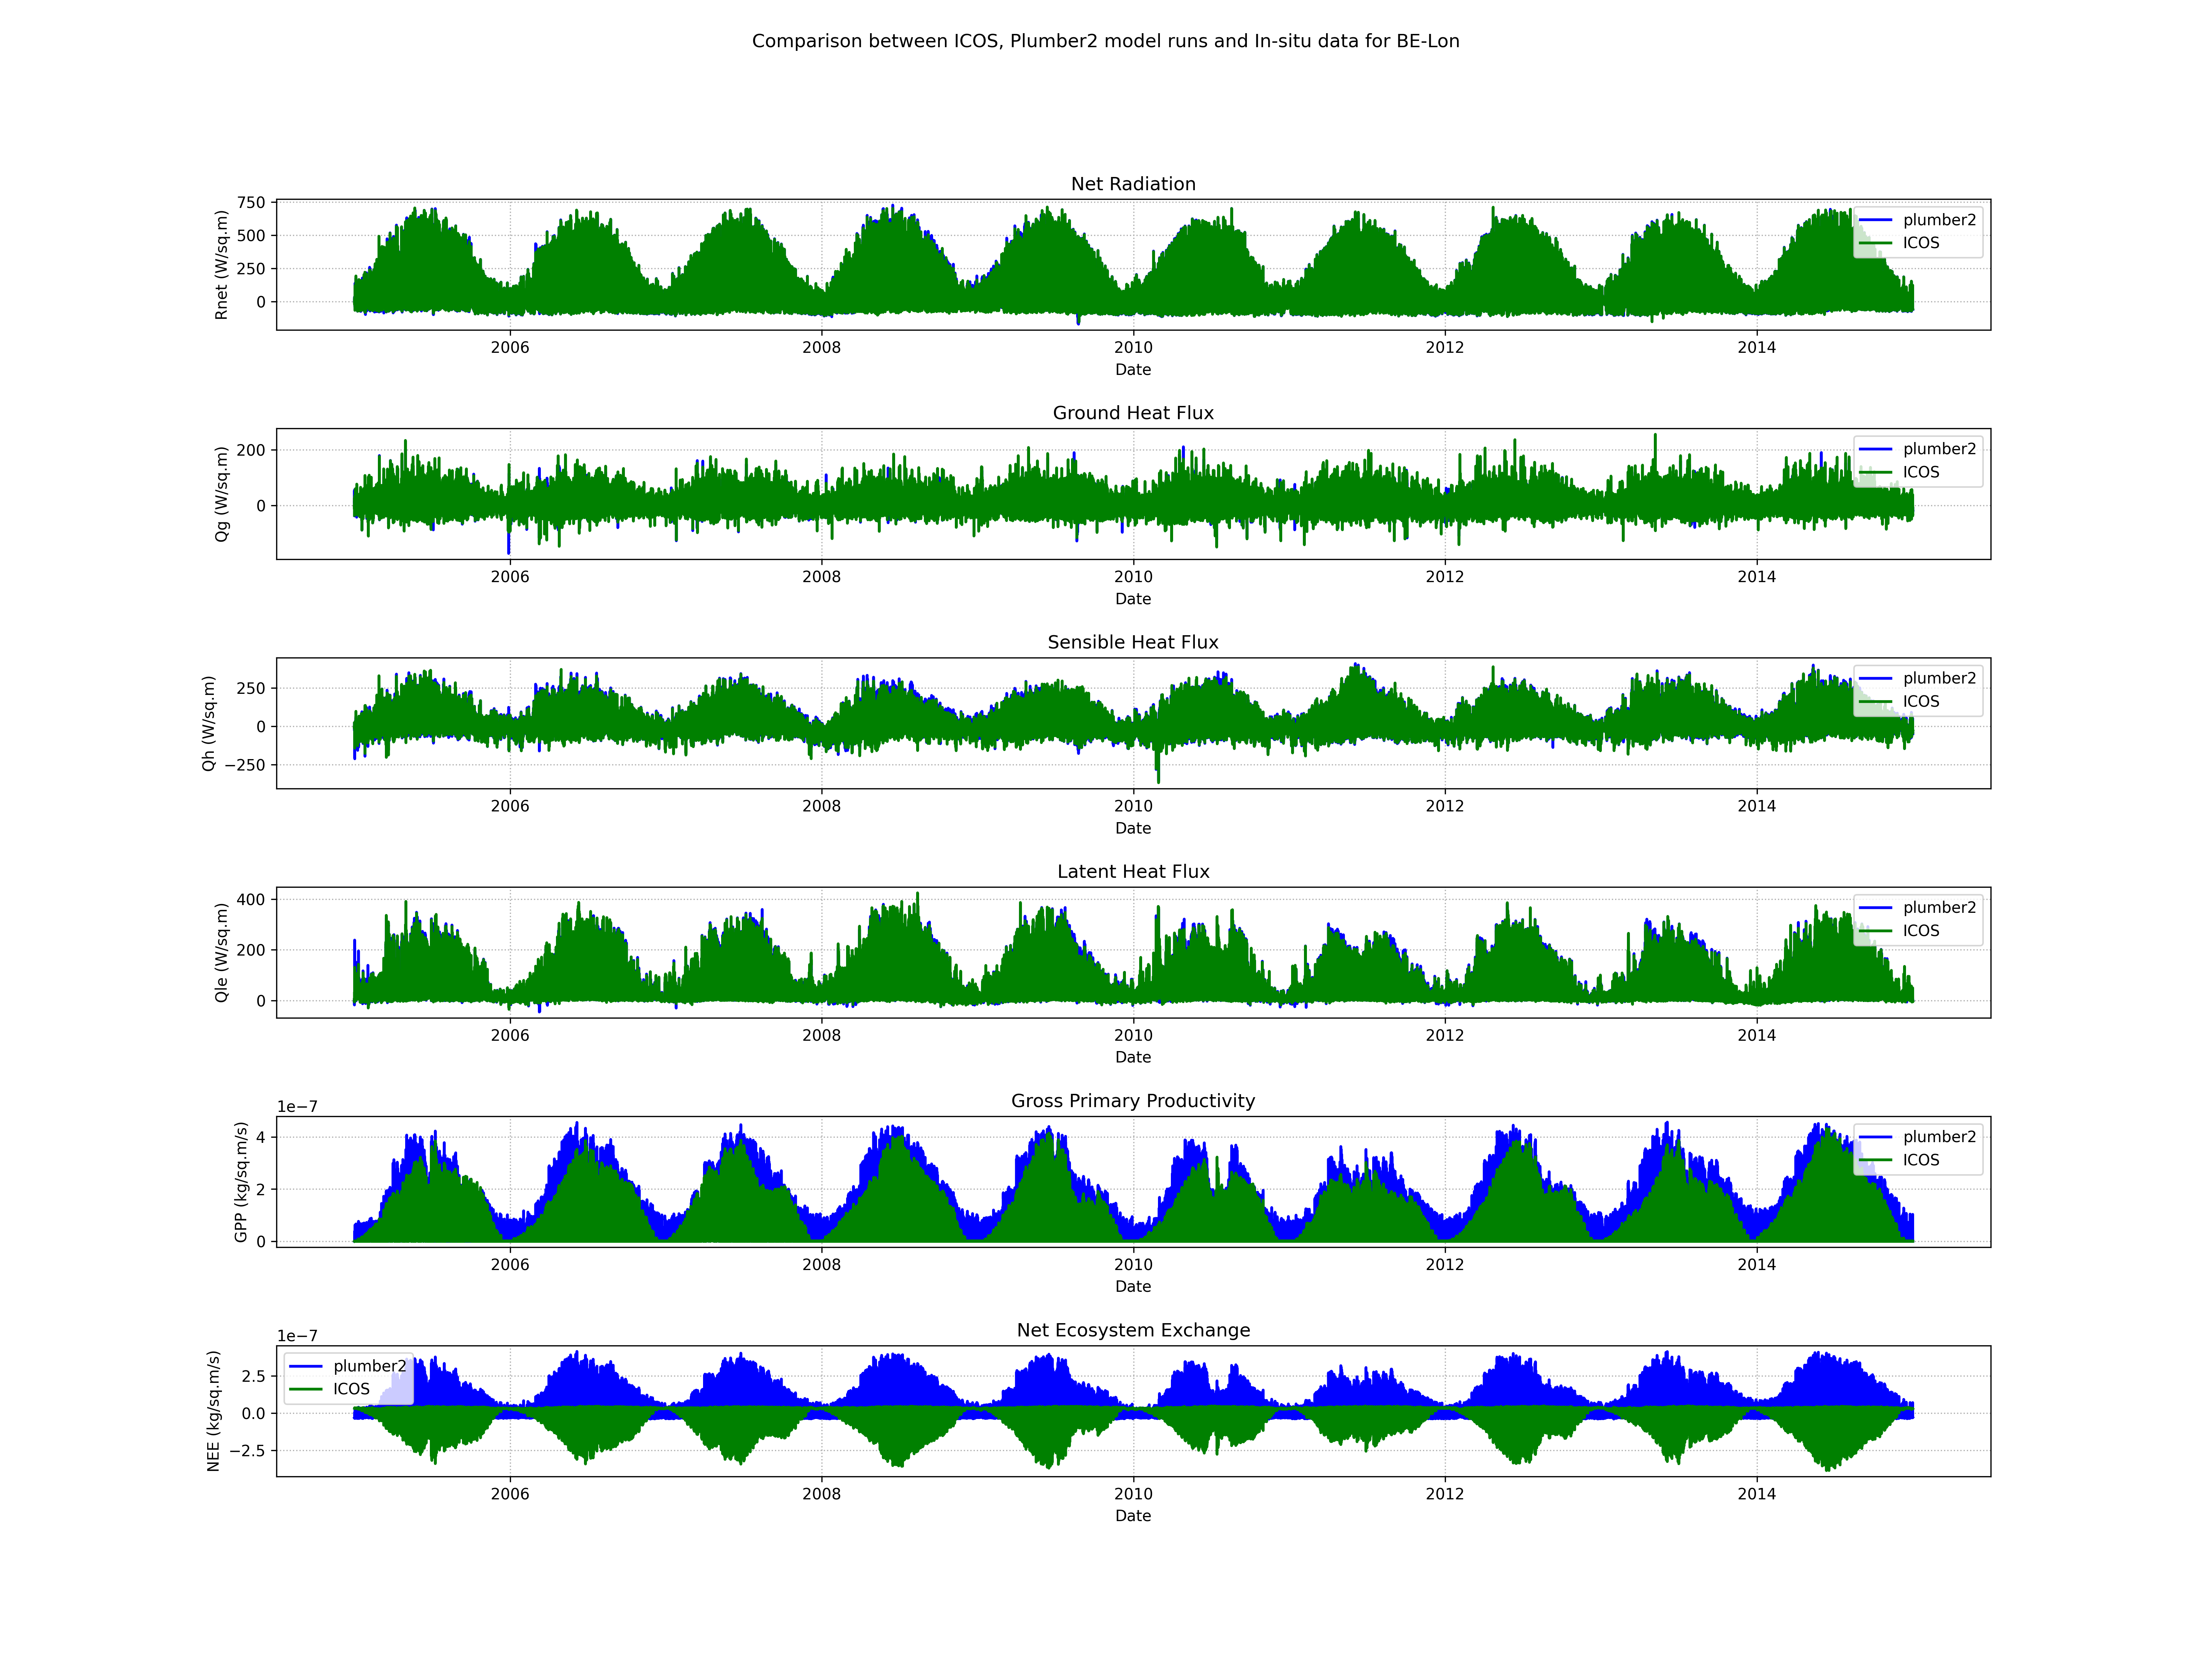 Comparison between ICOS, Plumber2 model runs and In-situ data for BE-Lon
Net Radiation
Rnet (W/sq.m)
750
500
250
0
plumber2
ICOS
2006 2008 2010 2012 2014
Date
Ground Heat Flux
Qg (W/sq.m)
200
0
plumber2
ICOS
2006 2008 2010 2012 2014
Date
Sensible Heat Flux
Qh (W/sq.m)
250
0
−250
plumber2
ICOS
2006 2008 2010 2012 2014
Date
Latent Heat Flux
Qle (W/sq.m)
400
200
0
plumber2
ICOS
2006 2008 2010 2012 2014
Date
Gross Primary Productivity
1e−7
GPP (kg/sq.m/s)
4
2
0
plumber2
ICOS
2006 2008 2010 2012 2014
Date
Net Ecosystem Exchange
1e−7
NEE (kg/sq.m/s)
2.5
0.0
−2.5
plumber2
ICOS
2006 2008 2010 2012 2014
Date